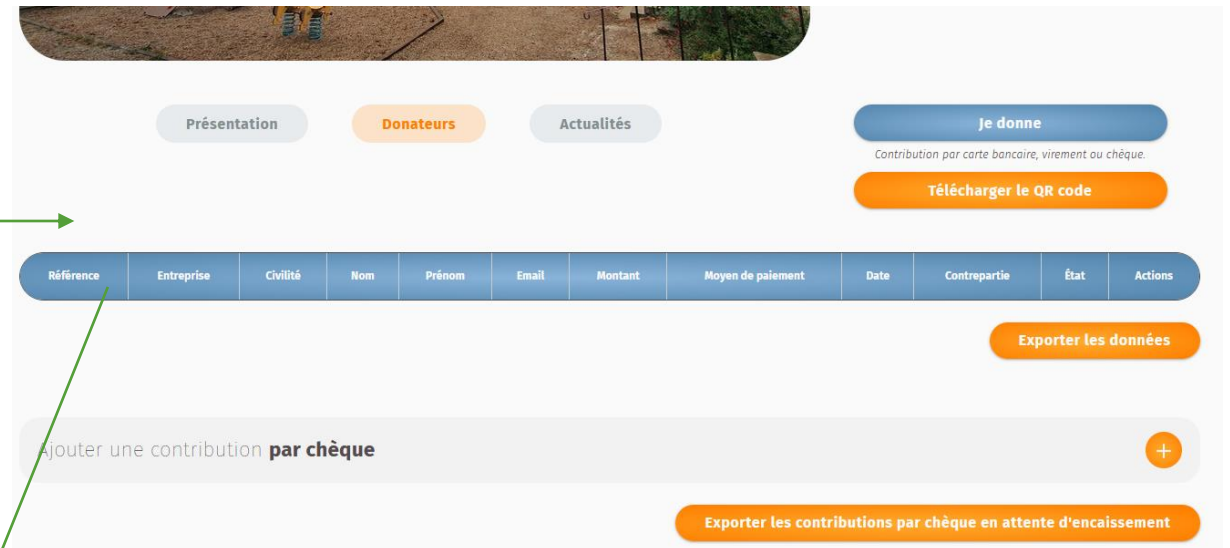 Présentation
Donateurs
Actualités
Je donne
Contribution par carte bancaire, virement ou chèque.
Télécharger le QR code
Référence Entreprise Civilité Nom Prénom Email Montant Moyen de paiement Date Contrepartie État Actions
Exporter les données
Ajouter une contribution par chèque
+
Exporter les contributions par chèque en attente d'encaissement